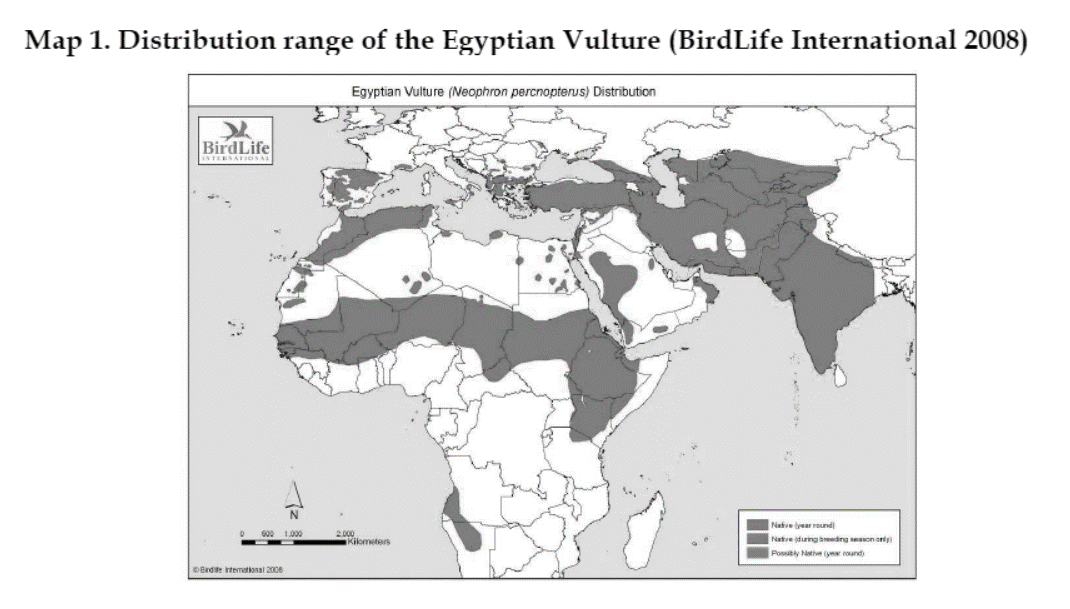 Map 1. Distribution range of the Egyptian Vulture (BirdLife International 2008)
Egyptian Vulture (Neophron percnopterus) Distribution
BirdLife
INTERNATIONAL
N
0 500 1,000 2,000
Kilometers
Native (year round)
Native (during breeding season only)
Possibly Native (year round)
© Birdlife International 2008